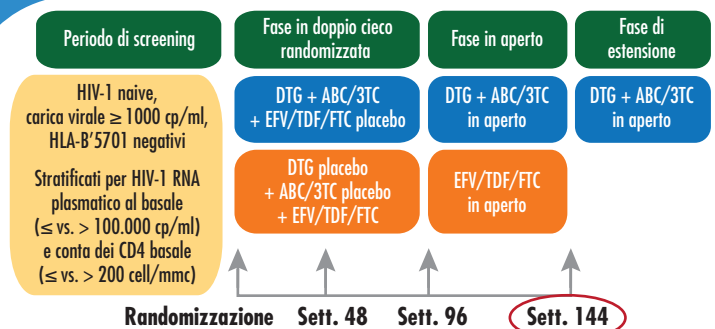 Periodo di screening
Fase in doppio cieco
randomizzata
Fase in aperto
Fase di
estensione
HIV-1 naive,
carica virale ≥ 1000 cp/ml,
HLA-B'5701 negativi
Stratificati per HIV-1 RNA
plasmatico al basale
(≤ vs. > 100.000 cp/ml)
e conta dei CD4 basale
(≤ vs. > 200 cell/mmc)
DTG + ABC/3TC
+ EFV/TDF/FTC placebo
DTG + ABC/3TC
in aperto
DTG + ABC/3TC
in aperto
DTG placebo
+ ABC/3TC placebo
+ EFV/TDF/FTC
EFV/TDF/FTC
in aperto
Randomizzazione Sett. 48 Sett. 96 Sett. 144